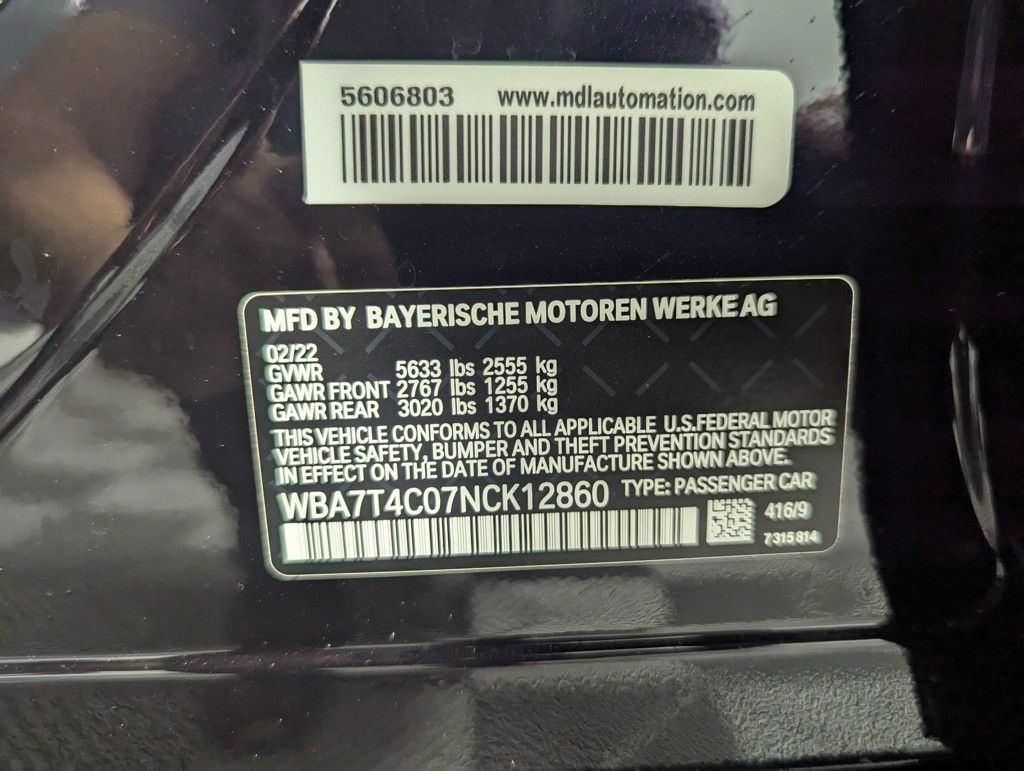 5606803 www.mdlautomation.com
MFD BY BAYERISCHE MOTOREN WERKE AG
02/22
GVWR 5633 lbs 2555 kg
GAWR FRONT 2767 lbs 1255 kg
GAWR REAR 3020 lbs 1370 kg
THIS VEHICLE CONFORMS TO ALL APPLICABLE U.S.FEDERAL MOTOR
VEHICLE SAFETY, BUMPER AND THEFT PREVENTION STANDARDS
IN EFFECT ON THE DATE OF MANUFACTURE SHOWN ABOVE.
WBA7T4C07NCK12860 TYPE: PASSENGER CAR
416/9
7315814